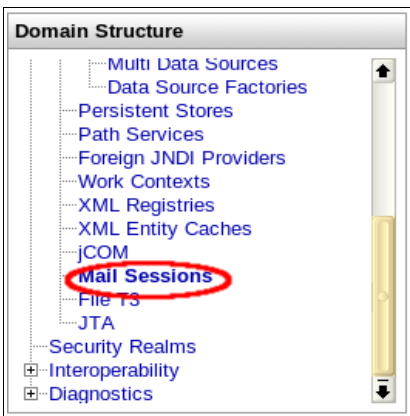 Domain Structure
Multi Data Sources
Data Source Factories
Persistent Stores
Path Services
Foreign JNDI Providers
Work Contexts
XML Registries
XML Entity Caches
jCOM
Mail Sessions
File T3
JTA
Security Realms
Interoperability
Diagnostics